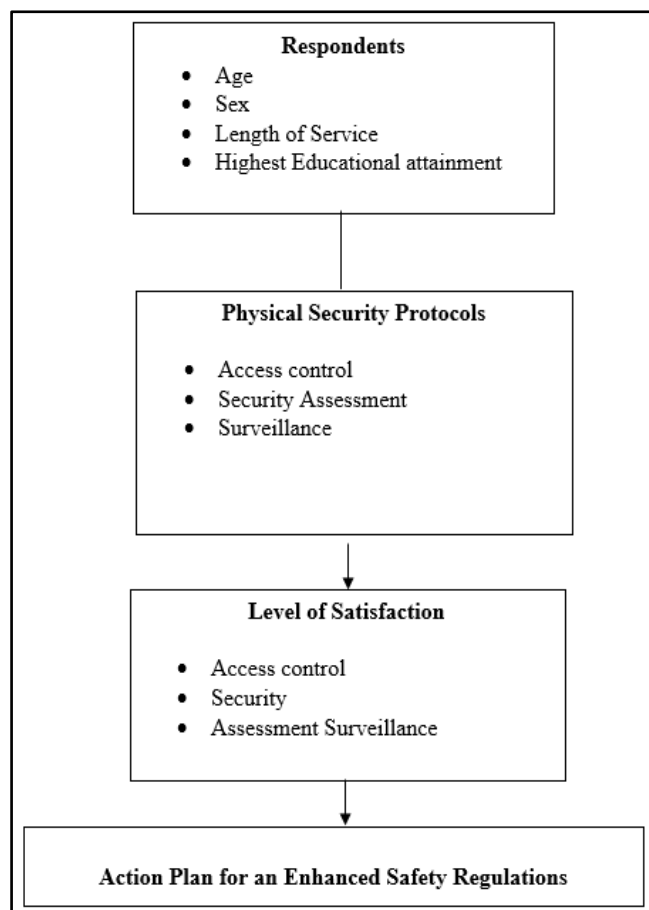 Respondents
• Age
• Sex
• Length of Service
• Highest Educational attainment
Physical Security Protocols
• Access control
• Security Assessment
• Surveillance
Level of Satisfaction
• Access control
• Security
• Assessment Surveillance
Action Plan for an Enhanced Safety Regulations